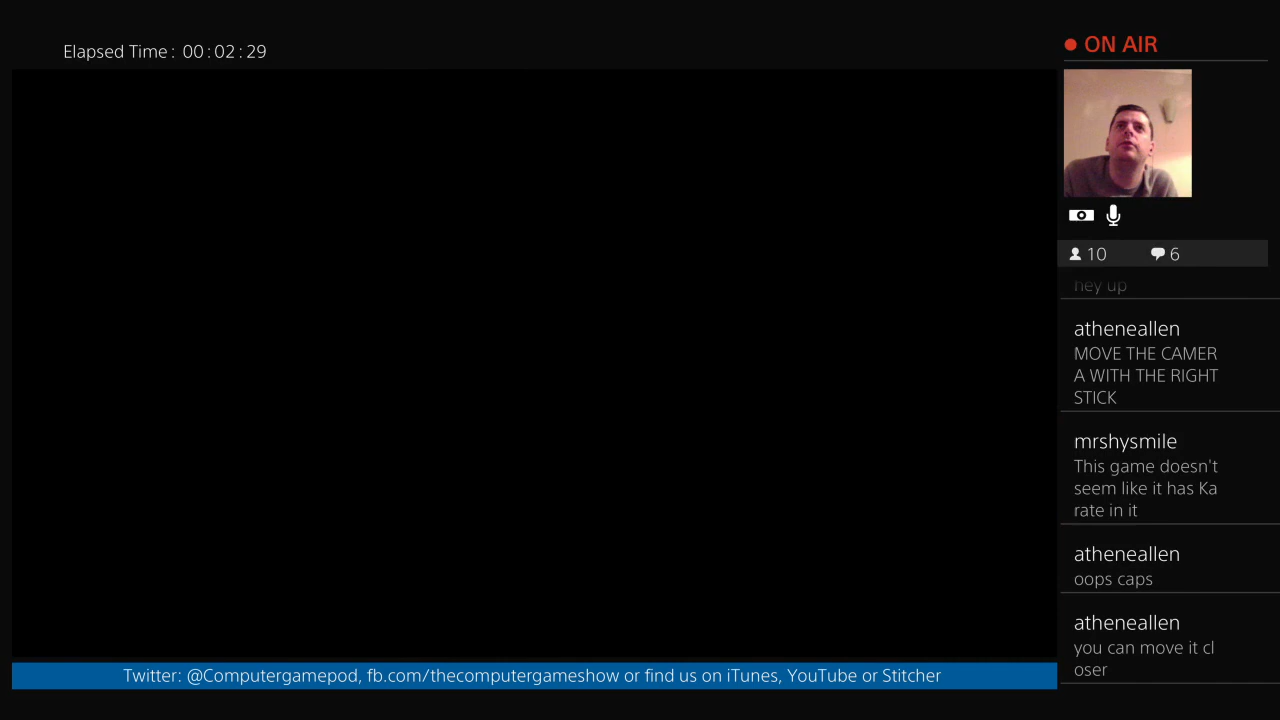 Elapsed Time: 00:02:29
ON AIR
10
6
hey up
atheneallen
MOVE THE CAMER
A WITH THE RIGHT
STICK
mrshysmile
This game doesn't
seem like it has Ka
rate in it
atheneallen
oops caps
atheneallen
you can move it cl
oser
Twitter: @Computergamepod, fb.com/thecomputergameshow or find us on iTunes, YouTube or Stitcher